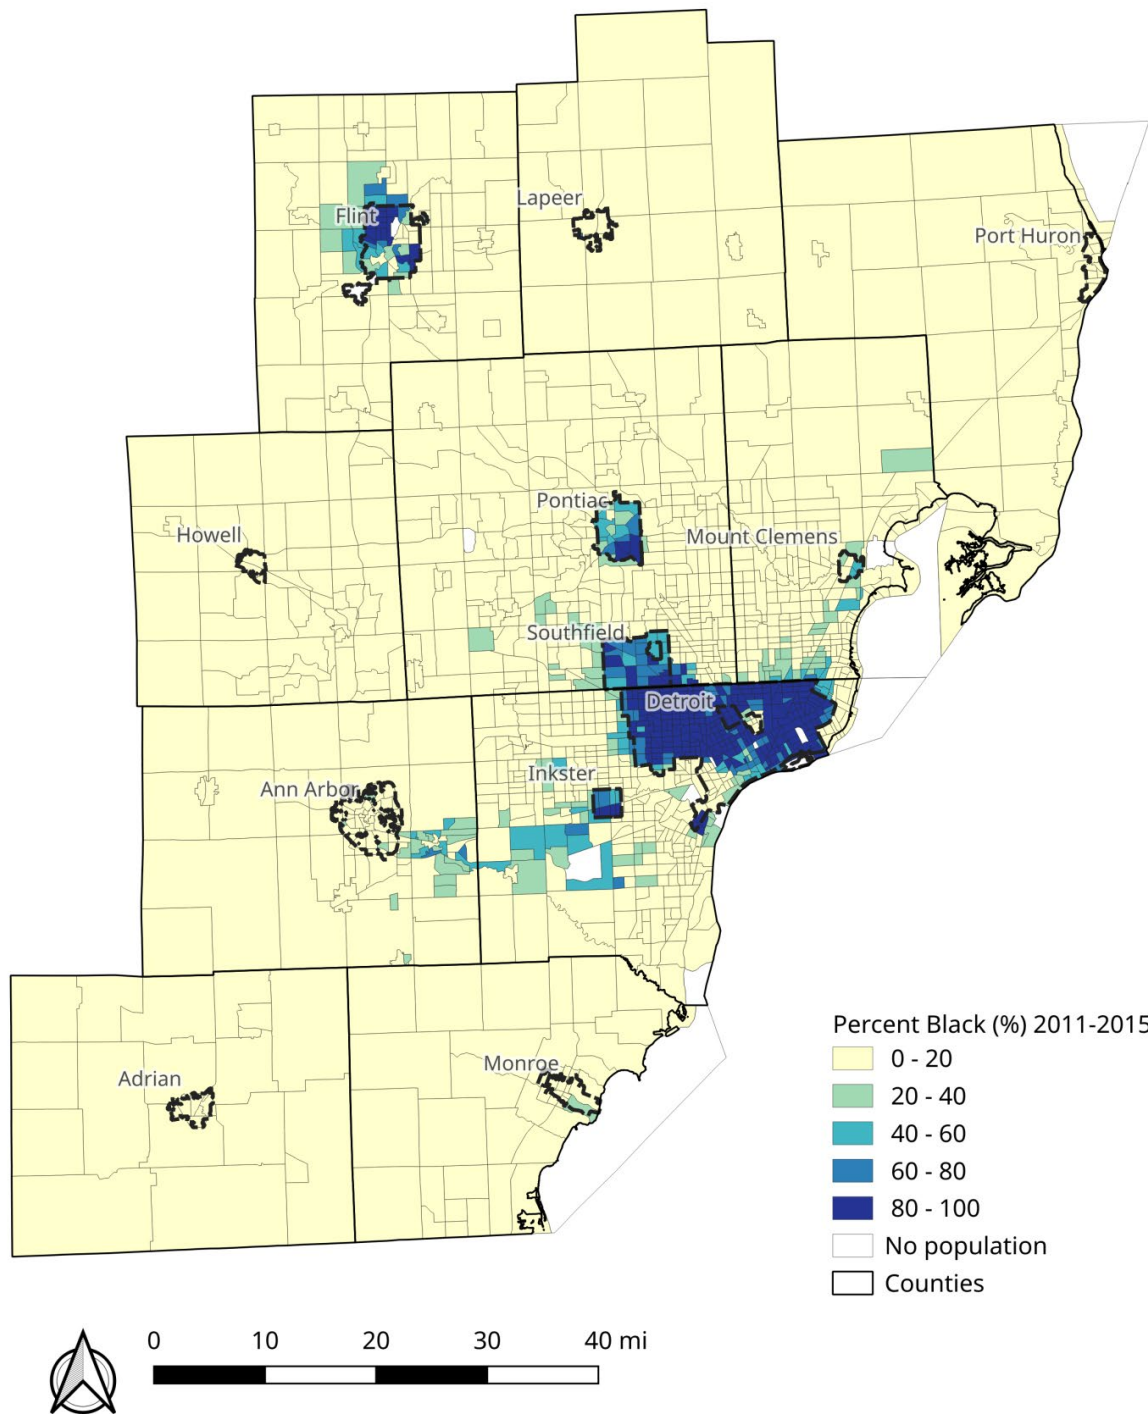 Flint
Lapeer
Port Huron
Pontiac
Howell
Mount Clemens
Southfield
Detroit
Inkster
Ann Arbor
Adrian
Monroe
Percent Black (%) 2011-2015
0 - 20
20 - 40
40 - 60
60 - 80
80 - 100
No population
Counties
0 10 20 30 40 mi